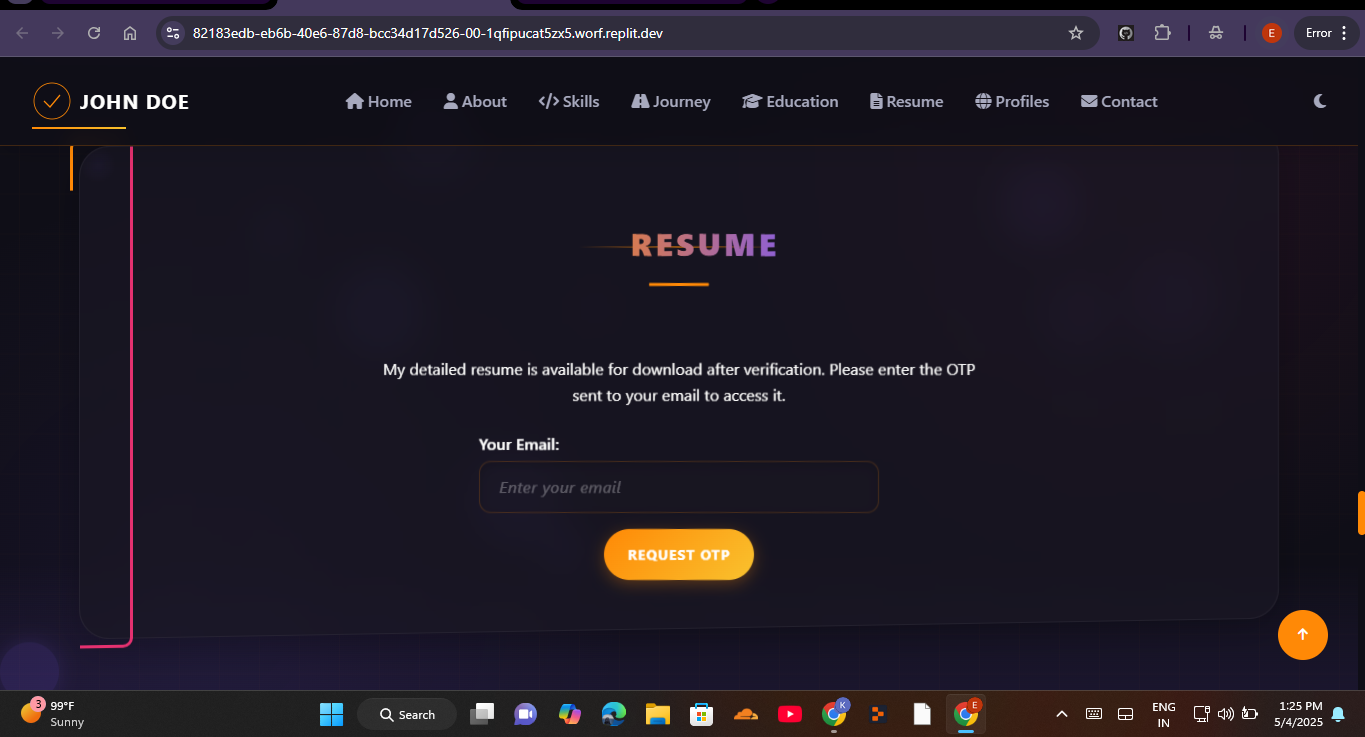 82183edb-eb6b-40e6-87d8-bcc34d17d526-00-1qfipucat5zx5.worf.replit.dev
E
Error
JOHN DOE
Home
About
Skills
Journey
Education
Resume
Profiles
Contact
RESUME
My detailed resume is available for download after verification. Please enter the OTP
sent to your email to access it.
Your Email:
Enter your email
REQUEST OTP
3
99°F
Sunny
Search
K
E
ENG
IN
1:25 PM
5/4/2025